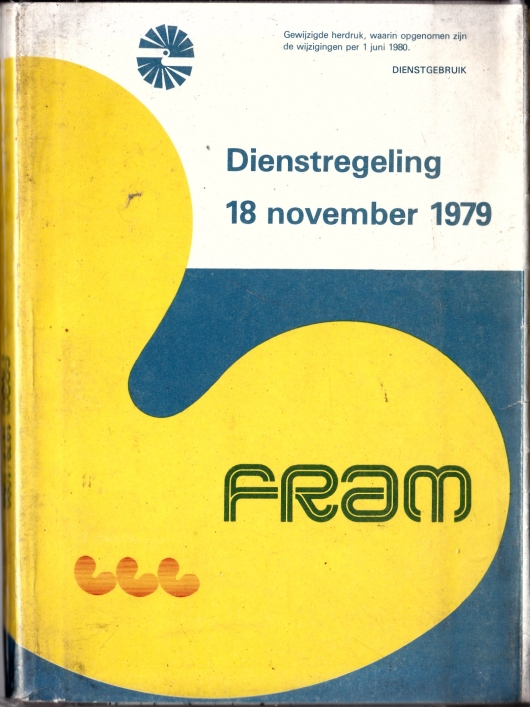 Gewijzigde herdruk, waarin opgenomen zijn
de wijzigingen per 1 juni 1980.
DIENSTGEBRUIK
Dienstregeling
18 november 1979
FRAM